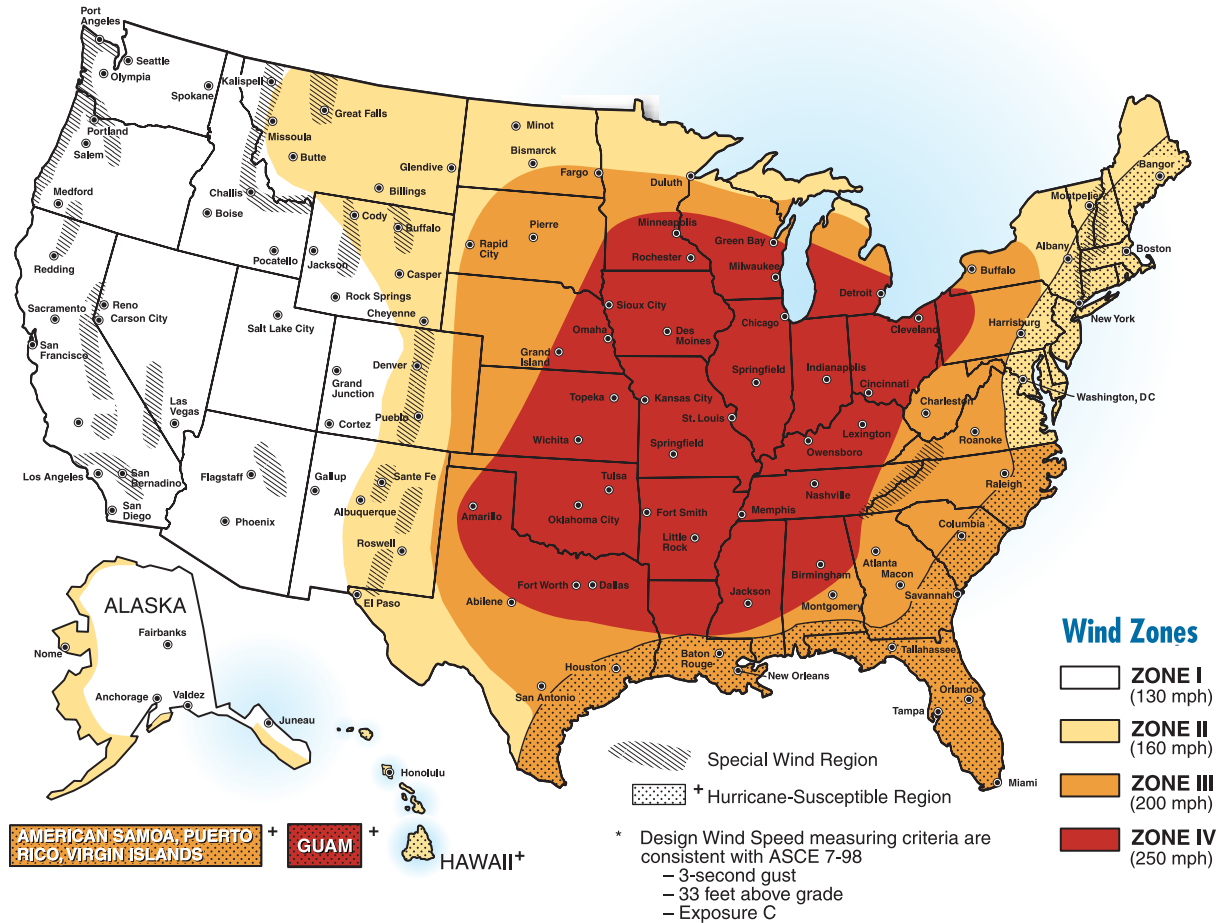 Port
Angeles
Seattle
Olympia
Spokane
Kalispell
Great Falls
Missoula
Butte
Glendive
Billings
Portland
Salem
Medford
Challis
Boise
Pocatello
Jackson
Cody
Buffalo
Casper
Rock Springs
Cheyenne
Minot
Bismarck
Fargo
Pierre
Rapid
City
Duluth
Minneapolis
Rochester
Green Bay
Milwaukee
Detroit
Chicago
Cleveland
Buffalo
Harrisburg
Albany
Montpelier
Bangor
Boston
New York
Washington, DC
Redding
Sacramento
San
Francisco
Reno
Carson City
Salt Lake City
Las
Vegas
Los Angeles
San
Bernadino
San
Diego
Flagstaff
Phoenix
Grand
Junction
Cortez
Denver
Pueblo
Gallup
Sante Fe
Albuquerque
Roswell
El Paso
Sioux City
Omaha
Des
Moines
Grand
Island
Topeka
Kansas City
Wichita
Springfield
St. Louis
Springfield
Indianapolis
Cincinnati
Charleston
Lexington
Owensboro
Roanoke
Raleigh
Nashville
Memphis
Tulsa
Oklahoma City
Amarillo
Fort Smith
Little
Rock
Fort Worth
Dallas
Abilene
Jackson
Birmingham
Montgomery
Atlanta
Macon
Columbia
Savannah
Tallahassee
Orlando
Tampa
Miami
Houston
San Antonio
Baton
Rouge
New Orleans
ALASKA
Fairbanks
Nome
Anchorage
Valdez
Juneau
Honolulu
HAWAII+
AMERICAN SAMOA, PUERTO
RICO, VIRGIN ISLANDS
+
GUAM
+
Special Wind Region
+ Hurricane-Susceptible Region
* Design Wind Speed measuring criteria are
consistent with ASCE 7-98
– 3-second gust
– 33 feet above grade
– Exposure C
Wind Zones
ZONE I
(130 mph)
ZONE II
(160 mph)
ZONE III
(200 mph)
ZONE IV
(250 mph)